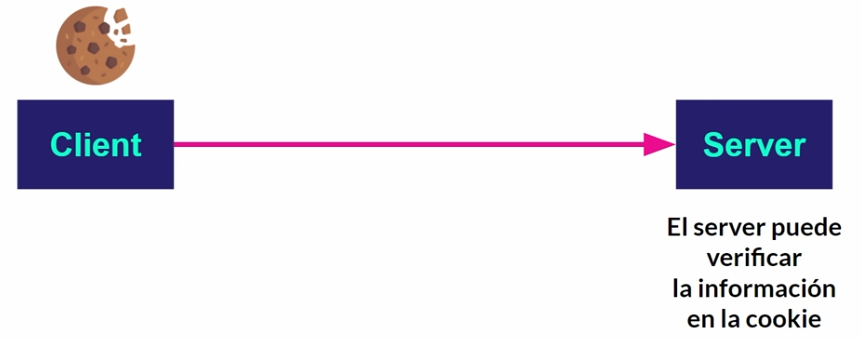 Client
Server
El server puede
verificar
la información
en la cookie